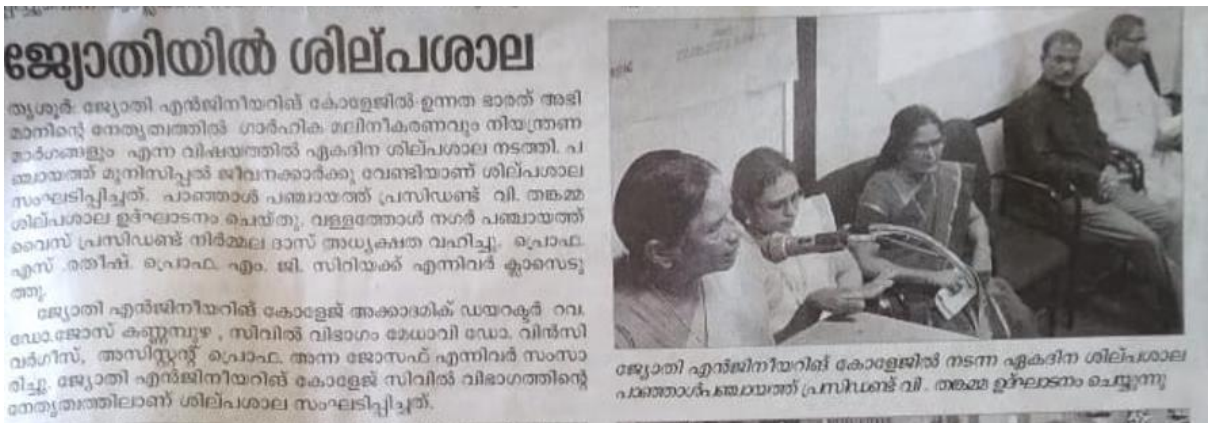 ജ്യോതിയിൽ ശില്പശാല
തൃശൂർ: ജ്യോതി എൻജിനീയറിങ് കോളേജിൽ ഉന്നത ഭാരത് അഭി
മാനിന്റെ നേതൃത്വത്തിൽ ഗാർഹിക മലിനീകരണവും നിയന്ത്രണ
മാർഗങ്ങളും എന്ന വിഷയത്തിൽ ഏകദിന ശില്പശാല നടത്തി. പ
ഞ്ചായത്ത് മുനിസിപ്പൽ ജീവനക്കാർക്കു വേണ്ടിയാണ് ശില്പശാല
സംഘടിപ്പിച്ചത്. പാഞ്ഞാൾ പഞ്ചായത്ത് പ്രസിഡണ്ട് വി. തങ്കമ്മ
ശില്പശാല ഉദ്ഘാടനം ചെയ്തു. വള്ളത്തോൾ നഗർ പഞ്ചായത്ത്
വൈസ് പ്രസിഡണ്ട് നിർമ്മല ദാസ് അധ്യക്ഷത വഹിച്ചു. പ്രൊഫ.
എസ് .രതീഷ്. പ്രൊഫ. എം. ജി. സിറിയക്ക് എന്നിവർ ക്ലാസെടു
ത്തു.
ജ്യോതി എൻജിനീയറിങ് കോളേജ് അക്കാദമിക് ഡയറക്ടർ റവ.
ഡോ.ജോസ് കണ്ണമ്പുഴ , സിവിൽ വിഭാഗം മേധാവി ഡോ. വിൻസി
വർഗീസ്, അസിസ്റ്റന്റ് പ്രൊഫ. അന്ന ജോസഫ് എന്നിവർ സംസാ
രിച്ചു. ജ്യോതി എൻജിനീയറിങ് കോളേജ് സിവിൽ വിഭാഗത്തിന്റെ
നേതൃത്വത്തിലാണ് ശില്പശാല സംഘടിപ്പിച്ചത്.
ജ്യോതി എൻജിനീയറിങ് കോളേജിൽ നടന്ന ഏകദിന ശില്പശാല
പാഞ്ഞാൾപഞ്ചായത്ത് പ്രസിഡണ്ട് വി . തങ്കമ്മ ഉദ്ഘാടനം ചെയ്യുന്നു